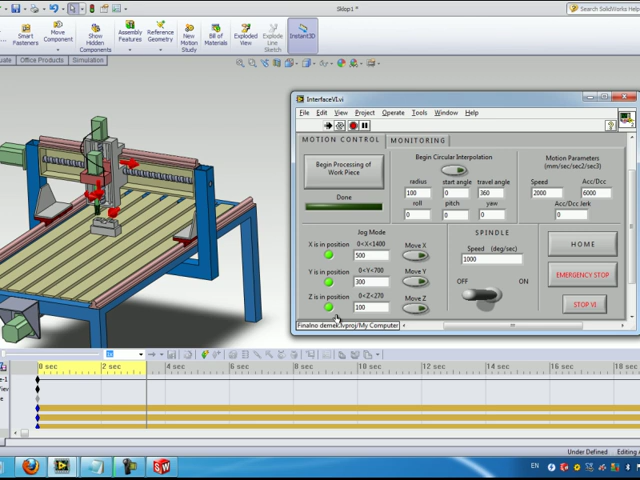 Sklop1 *
Search SolidWorks Help
Smart Fasteners
Move Component
Show Hidden Components
Assembly Features
Reference Geometry
New Motion Study
Bill of Materials
Exploded View
Explode Line Sketch
Instant3D
Office Products
Simulation
InterfaceVI.vi
File Edit View Project Operate Tools Window Help
MOTION CONTROL
MONITORING
Begin Processing of Work Piece
Done
Begin Circular Interpolation
radius
start angle
travel angle
100
0
360
roll
pitch
yaw
0
0
0
Motion Parameters (mm/sec/sec2/sec3)
Speed
Acc/Dcc
2000
6000
Acc/Dcc Jerk
0
Jog Mode
X is in position
0<X<1400
500
Move X
Y is in position
0<Y<700
300
Move Y
Z is in position
0<Z<270
100
Move Z
SPINDLE
Speed (deg/sec)
1000
OFF
ON
HOME
EMERGENCY STOP
STOP VI
0 sec
2 sec
4 sec
6 sec
8 sec
10 sec
12 sec
14 sec
16 sec
18 sec
Under Defined
Editing
EN